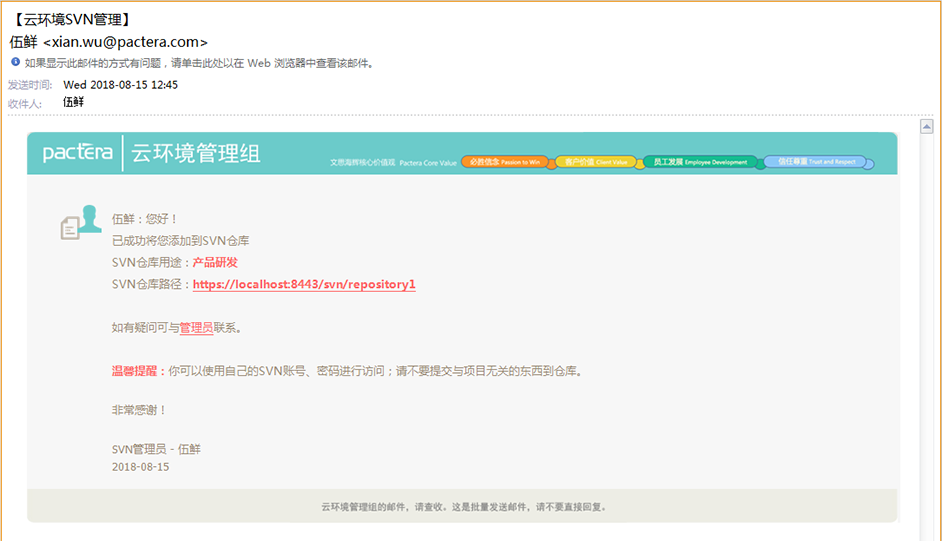 【云环境SVN管理】
伍鲜 <xian.wu@pactera.com>
如果显示此邮件的方式有问题，请单击此处以在 Web 浏览器中查看该邮件。
发送时间: Wed 2018-08-15 12:45
收件人: 伍鲜
pactera 云环境管理组
文思海辉核心价值观 Pactera Core Value 必胜信念 Passion to Win 客户价值 Client Value 员工发展 Employee Development 信任尊重 Trust and Respect
伍鲜：您好！
已成功将您添加到SVN仓库
SVN仓库用途：产品研发
SVN仓库路径：https://localhost:8443/svn/repository1
如有疑问可与管理员联系。
温馨提醒：你可以使用自己的SVN账号、密码进行访问；请不要提交与项目无关的东西到仓库。
非常感谢！
SVN管理员 - 伍鲜
2018-08-15
云环境管理组的邮件，请查收。这是批量发送邮件，请不要直接回复。